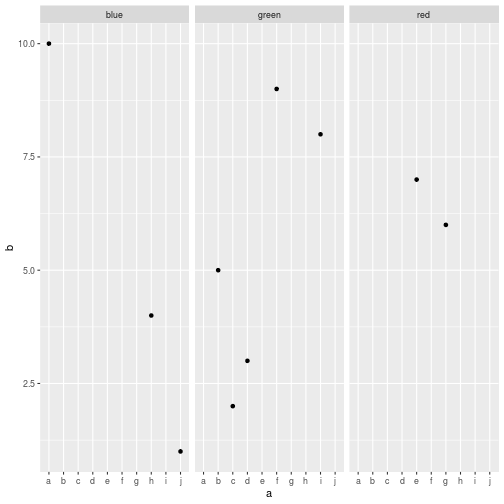 blue green red
10.0
7.5
5.0
2.5
b
a b c d e f g h i j a b c d e f g h i j a b c d e f g h i j
a